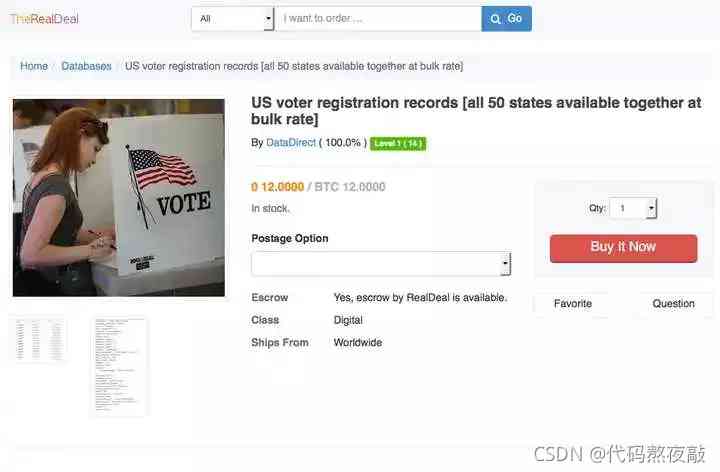 TheRealDeal
All
I want to order ...
Go
Home / Databases / US voter registration records [all 50 states available together at bulk rate]
US voter registration records [all 50 states available together at
bulk rate]
By DataDirect ( 100.0% ) Level 1 ( 14 )
VOTE
฿ 12.0000 / BTC 12.0000
In stock.
Qty: 1
Buy It Now
Postage Option
Favorite
Question
Escrow Yes, escrow by RealDeal is available.
Class Digital
Ships From Worldwide
CSDN @代码熬夜敲